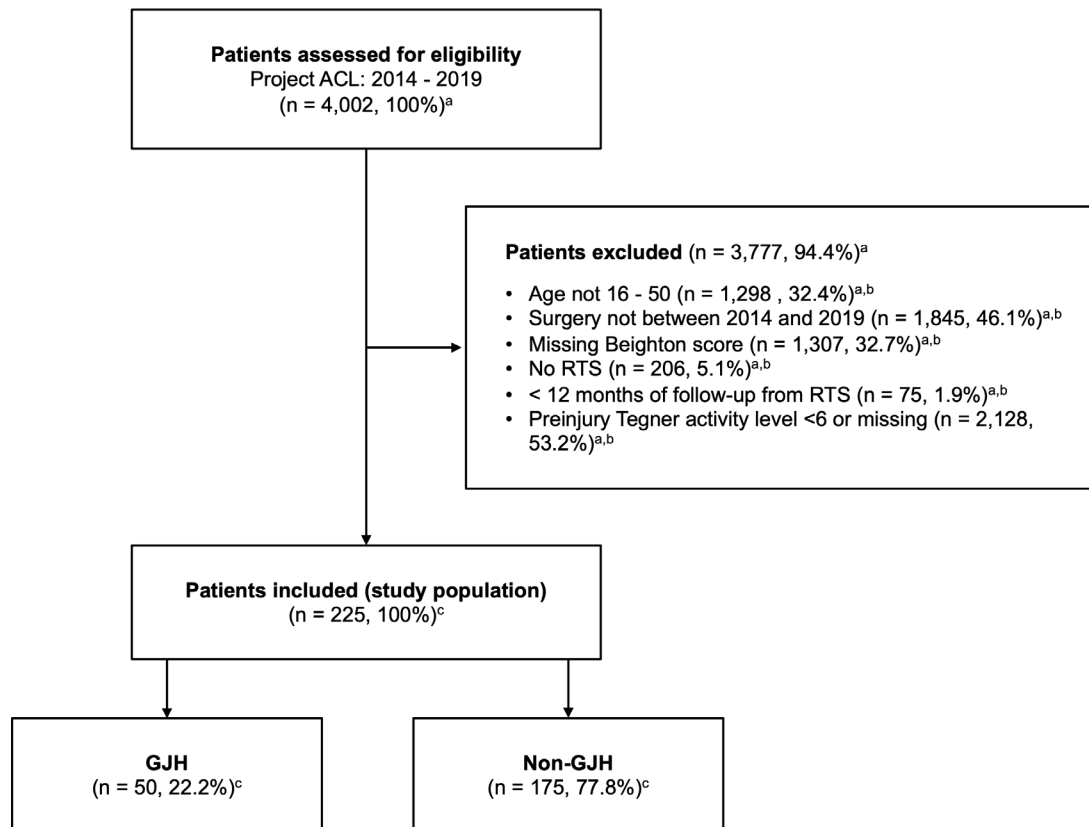 Patients assessed for eligibility
Project ACL: 2014 - 2019
(n = 4,002, 100%)ᵃ
Patients excluded (n = 3,777, 94.4%)ᵃ
• Age not 16 - 50 (n = 1,298 , 32.4%)ᵃ,ᵇ
• Surgery not between 2014 and 2019 (n = 1,845, 46.1%)ᵃ,ᵇ
• Missing Beighton score (n = 1,307, 32.7%)ᵃ,ᵇ
• No RTS (n = 206, 5.1%)ᵃ,ᵇ
• < 12 months of follow-up from RTS (n = 75, 1.9%)ᵃ,ᵇ
• Preinjury Tegner activity level <6 or missing (n = 2,128,
53.2%)ᵃ,ᵇ
Patients included (study population)
(n = 225, 100%)ᶜ
GJH
(n = 50, 22.2%)ᶜ
Non-GJH
(n = 175, 77.8%)ᶜ